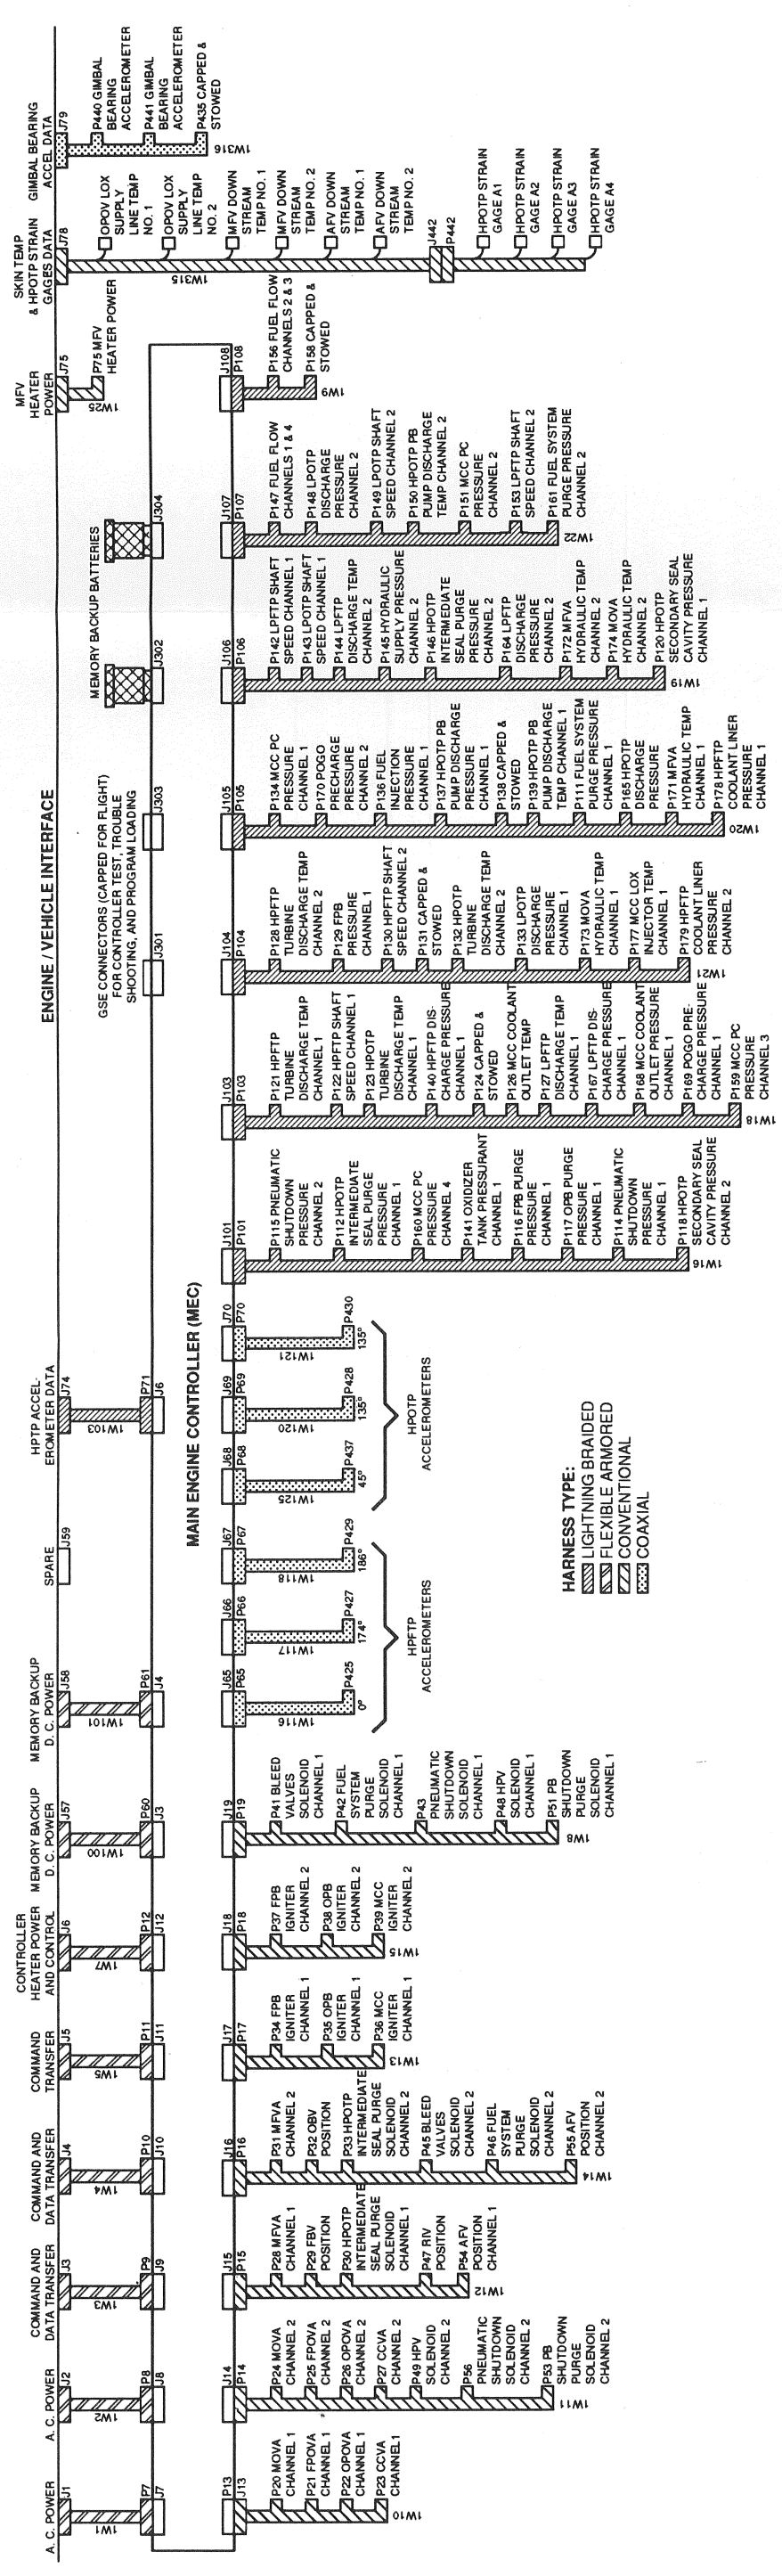 ENGINE / VEHICLE INTERFACE
A. C. POWER
J1
1W1
P7
J7
A. C. POWER
J2
1W2
P8
J8
COMMAND AND
DATA TRANSFER
J3
1W3
P9
J9
COMMAND AND
DATA TRANSFER
J4
1W4
P10
J10
COMMAND
TRANSFER
J5
1W5
P11
J11
CONTROLLER
HEATER POWER
AND CONTROL
J6
1W7
P12
J12
MEMORY BACKUP
D. C. POWER
J57
1W100
P60
J3
MEMORY BACKUP
D. C. POWER
J58
1W101
P61
J4
SPARE
J59
HPTP ACCEL-
EROMETER DATA
J74
1W103
P71
J6
GSE CONNECTORS (CAPPED FOR FLIGHT)
FOR CONTROLLER TEST, TROUBLE
SHOOTING, AND PROGRAM LOADING
J301
J303
MEMORY BACKUP BATTERIES
J302
J304
MFV
HEATER
POWER
J75
1W25
P75 MFV
HEATER POWER
SKIN TEMP
& HPOTP STRAIN
GAGES DATA
J78
OPOV LOX
SUPPLY
LINE TEMP
NO. 1
OPOV LOX
SUPPLY
LINE TEMP
NO. 2
1W315
MFV DOWN
STREAM
TEMP NO. 1
MFV DOWN
STREAM
TEMP NO. 2
AFV DOWN
STREAM
TEMP NO. 1
AFV DOWN
STREAM
TEMP NO. 2
J442
P442
HPOTP STRAIN
GAGE A1
HPOTP STRAIN
GAGE A2
HPOTP STRAIN
GAGE A3
HPOTP STRAIN
GAGE A4
GIMBAL BEARING
ACCEL DATA
J79
P440 GIMBAL
BEARING
ACCELEROMETER
P441 GIMBAL
BEARING
ACCELEROMETER
P435 CAPPED &
STOWED
1W316
MAIN ENGINE CONTROLLER (MEC)
P13
J13
P20 MOVA
CHANNEL 1
P21 FPOVA
CHANNEL 1
P22 OPOVA
CHANNEL 1
P23 CCVA
CHANNEL1
1W10
J14
P14
P24 MOVA
CHANNEL 2
P25 FPOVA
CHANNEL 2
P26 OPOVA
CHANNEL 2
P27 CCVA
CHANNEL 2
P49 HPV
SOLENOID
CHANNEL 2
P56
PNEUMATIC
SHUTDOWN
SOLENOID
CHANNEL 2
P53 PB
SHUTDOWN
PURGE
SOLENOID
CHANNEL 2
1W11
J15
P15
P28 MFVA
CHANNEL 1
P29 FBV
POSITION
P30 HPOTP
INTERMEDIATE
SEAL PURGE
SOLENOID
CHANNEL 1
P47 RIV
POSITION
P54 AFV
POSITION
CHANNEL 1
1W12
J16
P16
P31 MFVA
CHANNEL 2
P32 OBV
POSITION
P33 HPOTP
INTERMEDIATE
SEAL PURGE
SOLENOID
CHANNEL 2
P45 BLEED
VALVES
SOLENOID
CHANNEL 2
P46 FUEL
SYSTEM
PURGE
SOLENOID
CHANNEL 2
P55 AFV
POSITION
CHANNEL 2
1W14
J17
P17
P34 FPB
IGNITER
CHANNEL 1
P35 OPB
IGNITER
CHANNEL 1
P36 MCC
IGNITER
CHANNEL 1
1W13
J18
P18
P37 FPB
IGNITER
CHANNEL 2
P38 OPB
IGNITER
CHANNEL 2
P39 MCC
IGNITER
CHANNEL 2
1W15
J19
P19
P41 BLEED
VALVES
SOLENOID
CHANNEL 1
P42 FUEL
SYSTEM
PURGE
SOLENOID
CHANNEL 1
P43
PNEUMATIC
SHUTDOWN
SOLENOID
CHANNEL 1
P48 HPV
SOLENOID
CHANNEL 1
P51 PB
SHUTDOWN
PURGE
SOLENOID
CHANNEL 1
1W8
J65
P65
1W116
P425
0°
J66
P66
1W117
P427
174°
J67
P67
1W118
P429
186°
HPFTP
ACCELEROMETERS
J68
P68
1W125
P437
45°
J69
P69
1W120
P428
135°
J70
P70
1W121
P430
135°
HPOTP
ACCELEROMETERS
J101
P101
P115 PNEUMATIC
SHUTDOWN
PRESSURE
CHANNEL 2
P112 HPOTP
INTERMEDIATE
SEAL PURGE
PRESSURE
CHANNEL 1
P160 MCC PC
PRESSURE
CHANNEL 4
P141 OXIDIZER
TANK PRESSURANT
CHANNEL 1
P116 FPB PURGE
PRESSURE
CHANNEL 1
P117 OPB PURGE
PRESSURE
CHANNEL 1
P114 PNEUMATIC
SHUTDOWN
PRESSURE
CHANNEL 1
P118 HPOTP
SECONDARY SEAL
CAVITY PRESSURE
CHANNEL 2
1W16
J103
P103
P121 HPFTP
TURBINE
DISCHARGE TEMP
CHANNEL 1
P122 HPFTP SHAFT
SPEED CHANNEL 1
P123 HPOTP
TURBINE
DISCHARGE TEMP
CHANNEL 1
P140 HPFTP DIS-
CHARGE PRESSURE
CHANNEL 1
P124 CAPPED &
STOWED
P126 MCC COOLANT
OUTLET TEMP
P127 LPFTP
DISCHARGE TEMP
CHANNEL 1
P167 LPFTP DIS-
CHARGE PRESSURE
CHANNEL 1
P168 MCC COOLANT
OUTLET PRESSURE
CHANNEL 1
P169 POGO PRE-
CHARGE PRESSURE
CHANNEL 1
P159 MCC PC
PRESSURE
CHANNEL 3
1W18
J104
P104
P128 HPFTP
TURBINE
DISCHARGE TEMP
CHANNEL 2
P129 FPB
PRESSURE
CHANNEL 1
P130 HPFTP SHAFT
SPEED CHANNEL 2
P131 CAPPED &
STOWED
P132 HPOTP
TURBINE
DISCHARGE TEMP
CHANNEL 2
P133 LPOTP
DISCHARGE
PRESSURE
CHANNEL 1
P173 MOVA
HYDRAULIC TEMP
CHANNEL 1
P177 MCC LOX
INJECTOR TEMP
CHANNEL 1
P179 HPFTP
COOLANT LINER
PRESSURE
CHANNEL 2
1W21
J105
P105
P134 MCC PC
PRESSURE
CHANNEL 1
P170 POGO
PRECHARGE
PRESSURE
CHANNEL 2
P136 FUEL
INJECTION
PRESSURE
CHANNEL 1
P137 HPOTP PB
PUMP DISCHARGE
PRESSURE
CHANNEL 1
P138 CAPPED &
STOWED
P139 HPOTP PB
PUMP DISCHARGE
TEMP CHANNEL 1
P111 FUEL SYSTEM
PURGE PRESSURE
CHANNEL 1
P165 HPOTP
DISCHARGE
PRESSURE
P171 MFVA
HYDRAULIC TEMP
CHANNEL 1
P178 HPFTP
COOLANT LINER
PRESSURE
CHANNEL 1
1W20
J106
P106
P142 LPFTP SHAFT
SPEED CHANNEL 1
P143 LPOTP SHAFT
SPEED CHANNEL 1
P144 LPFTP
DISCHARGE TEMP
CHANNEL 2
P145 HYDRAULIC
SUPPLY PRESSURE
CHANNEL 2
P146 HPOTP
INTERMEDIATE
SEAL PURGE
PRESSURE
CHANNEL 2
P164 LPFTP
DISCHARGE
PRESSURE
CHANNEL 2
P172 MFVA
HYDRAULIC TEMP
CHANNEL 2
P174 MOVA
HYDRAULIC TEMP
CHANNEL 2
P120 HPOTP
SECONDARY SEAL
CAVITY PRESSURE
CHANNEL 1
1W19
J107
P107
P147 FUEL FLOW
CHANNELS 1 & 4
P148 LPOTP
DISCHARGE
PRESSURE
CHANNEL 2
P149 LPOTP SHAFT
SPEED CHANNEL 2
P150 HPOTP PB
PUMP DISCHARGE
TEMP CHANNEL 2
P151 MCC PC
PRESSURE
CHANNEL 2
P153 LPFTP SHAFT
SPEED CHANNEL 2
P161 FUEL SYSTEM
PURGE PRESSURE
CHANNEL 2
1W22
J108
P108
P156 FUEL FLOW
CHANNELS 2 & 3
P158 CAPPED &
STOWED
1W9
HARNESS TYPE:
LIGHTNING BRAIDED
FLEXIBLE ARMORED
CONVENTIONAL
COAXIAL